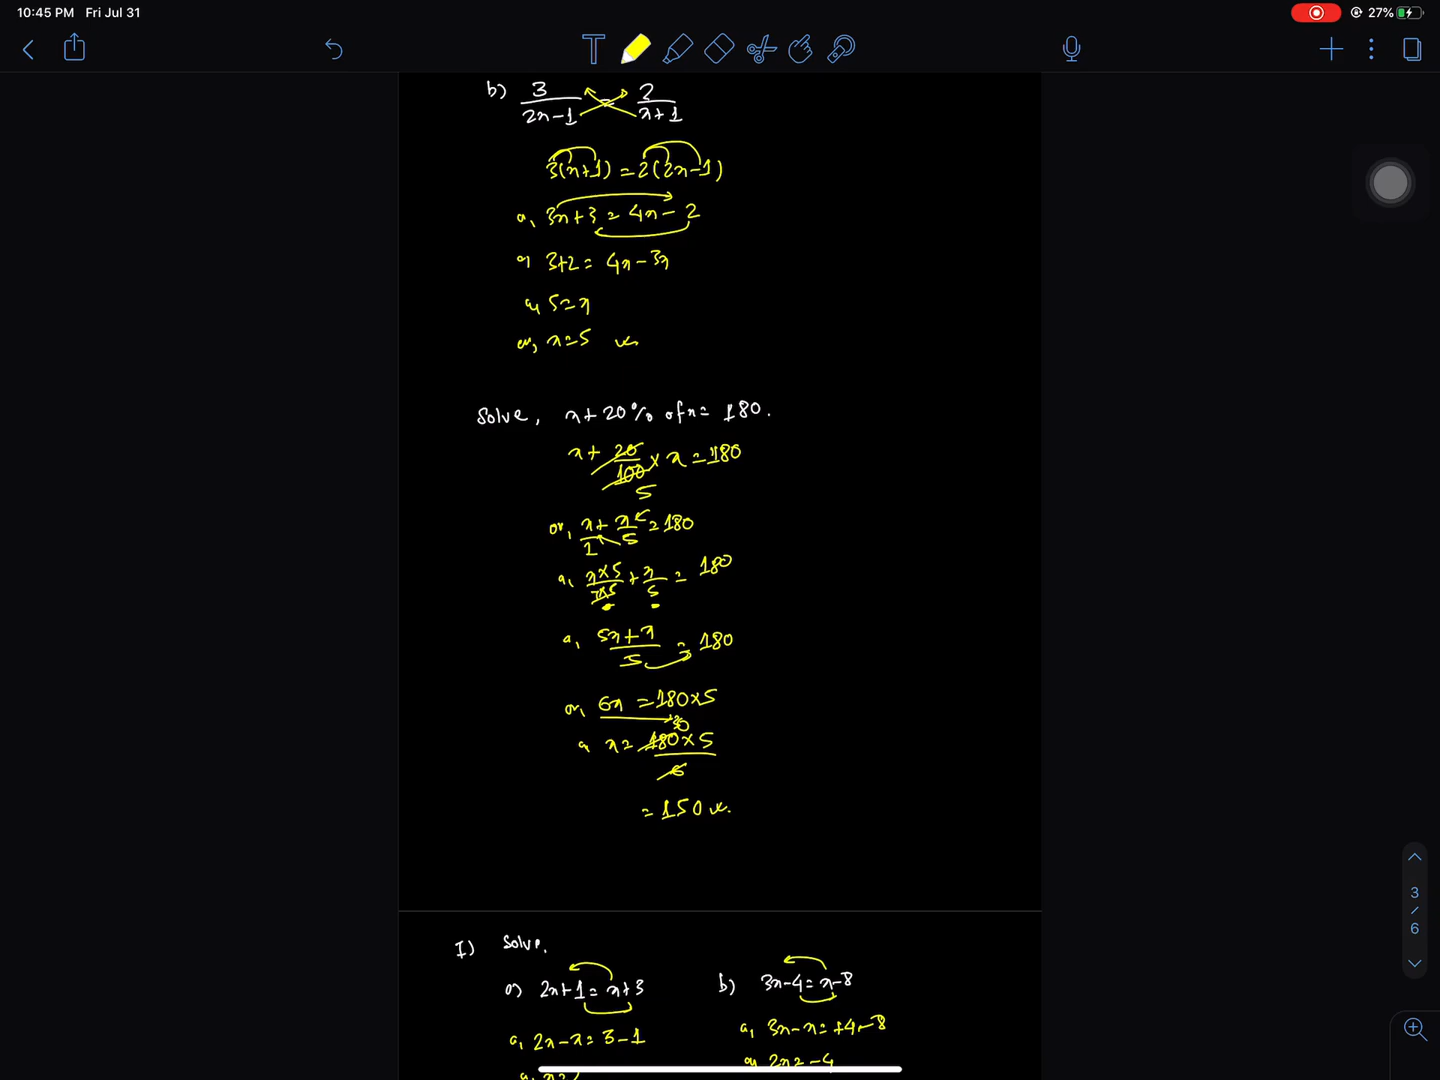 10:45 PM Fri Jul 31
27%
b) 3/(2x-1) = 2/(x+1)
3(x+1) = 2(2x-1)
or, 3x+3 = 4x-2
or, 3+2 = 4x-3x
or, 5=x
or, x=5
Solve, x+20% of x = 180.
x + 20/100 × x = 180
5
or, x/1 + x/5 = 180
or, x×5/1×5 + x/5 = 180
or, 5x+x/5 = 180
or, 6x = 180×5
30
or, x = 180×5/6
= 150
I) Solve.
a) 2x+1 = x+3
b) 3x-4 = x-8
or, 2x-x = 3-1
or, 3x-x = +4-8
or, 2x = -4
3
/
6